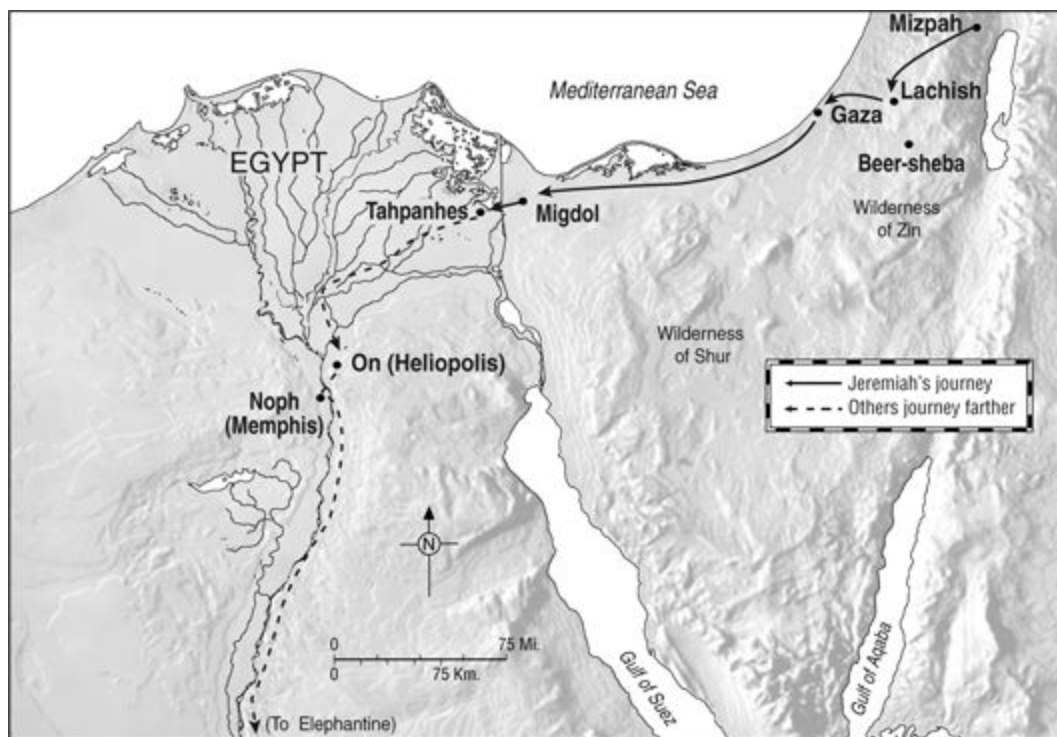 Mizpah
Mediterranean Sea
Lachish
Gaza
EGYPT
Beer-sheba
Tahpanhes
Migdol
Wilderness
of Zin
Wilderness
of Shur
On (Heliopolis)
Jeremiah's journey
Others journey farther
Noph
(Memphis)
N
0
75 Mi.
0
75 Km.
Gulf of Suez
Gulf of Aqaba
(To Elephantine)